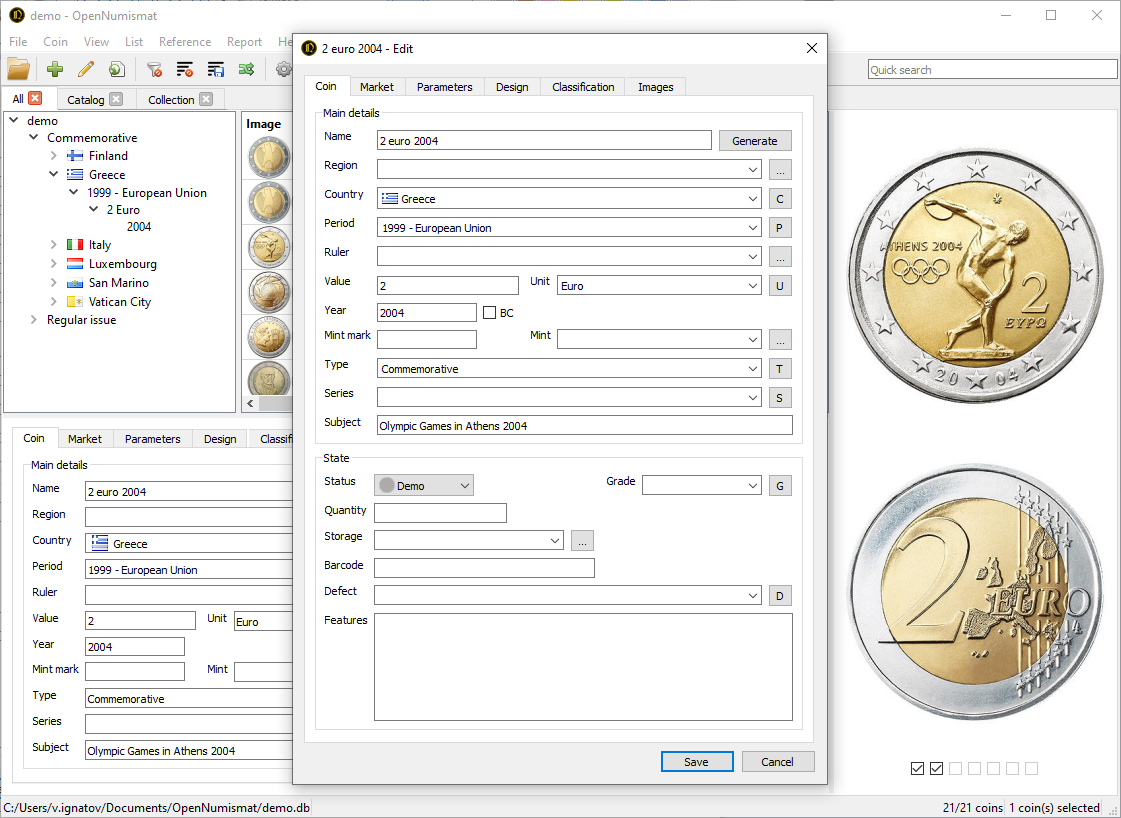 demo - OpenNumismat
File Coin View List Reference Report He
Quick search
All Catalog Collection
demo
Commemorative
Finland
Greece
1999 - European Union
2 Euro
2004
Italy
Luxembourg
San Marino
Vatican City
Regular issue
Image
Coin Market Parameters Design Classif
Main details
Name 2 euro 2004
Region
Country Greece
Period 1999 - European Union
Ruler
Value 2 Unit Euro
Year 2004
Mint mark Mint
Type Commemorative
Series
Subject Olympic Games in Athens 2004
2 euro 2004 - Edit
Coin Market Parameters Design Classification Images
Main details
Name 2 euro 2004 Generate
Region ...
Country Greece C
Period 1999 - European Union P
Ruler ...
Value 2 Unit Euro U
Year 2004 BC
Mint mark Mint ...
Type Commemorative T
Series S
Subject Olympic Games in Athens 2004
State
Status Demo Grade G
Quantity
Storage ...
Barcode
Defect D
Features
Save Cancel
ATHENS 2004
2
ΕΥΡΩ
20 04
2 EURO
C:/Users/v.ignatov/Documents/OpenNumismat/demo.db
21/21 coins 1 coin(s) selected